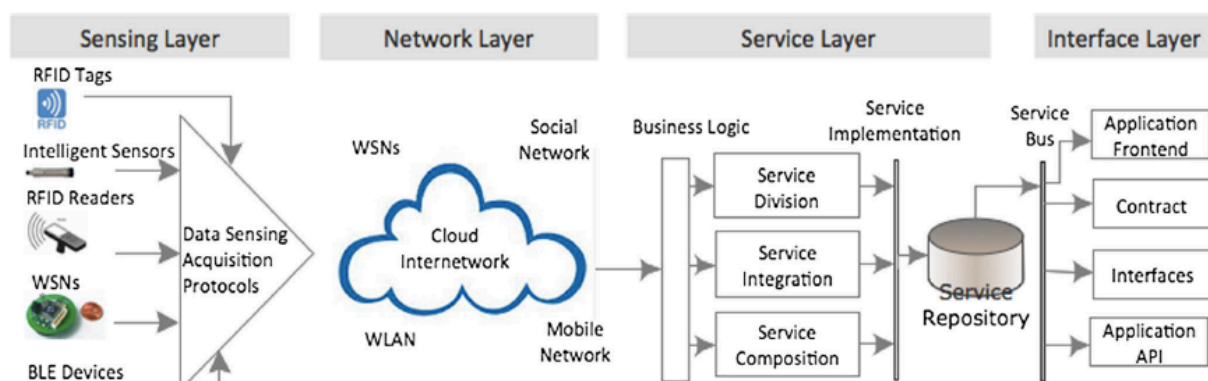 Sensing Layer
Network Layer
Service Layer
Interface Layer
RFID Tags
RFID
Intelligent Sensors
RFID Readers
WSNs
BLE Devices
Data Sensing
Acquisition
Protocols
WSNs
Social
Network
Cloud
Internetwork
WLAN
Mobile
Network
Business Logic
Service
Division
Service
Integration
Service
Composition
Service
Implementation
Service
Repository
Service
Bus
Application
Frontend
Contract
Interfaces
Application
API